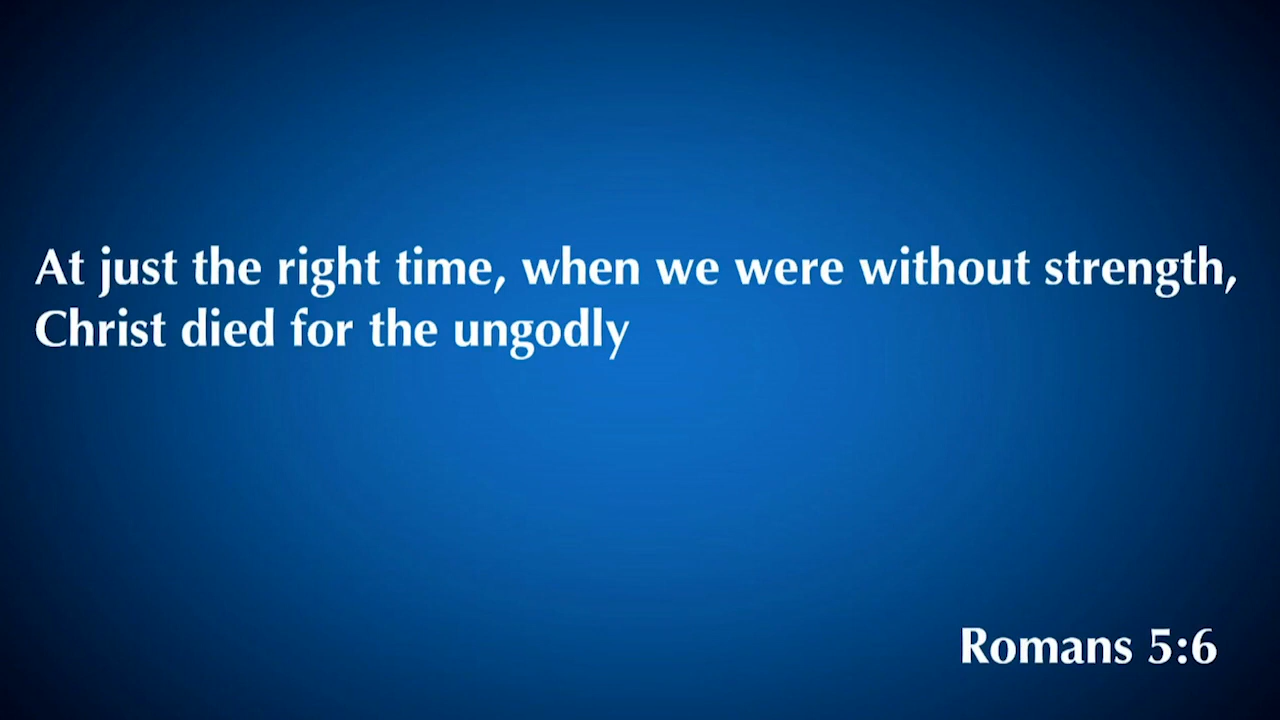 At just the right time, when we were without strength,
Christ died for the ungodly
Romans 5:6